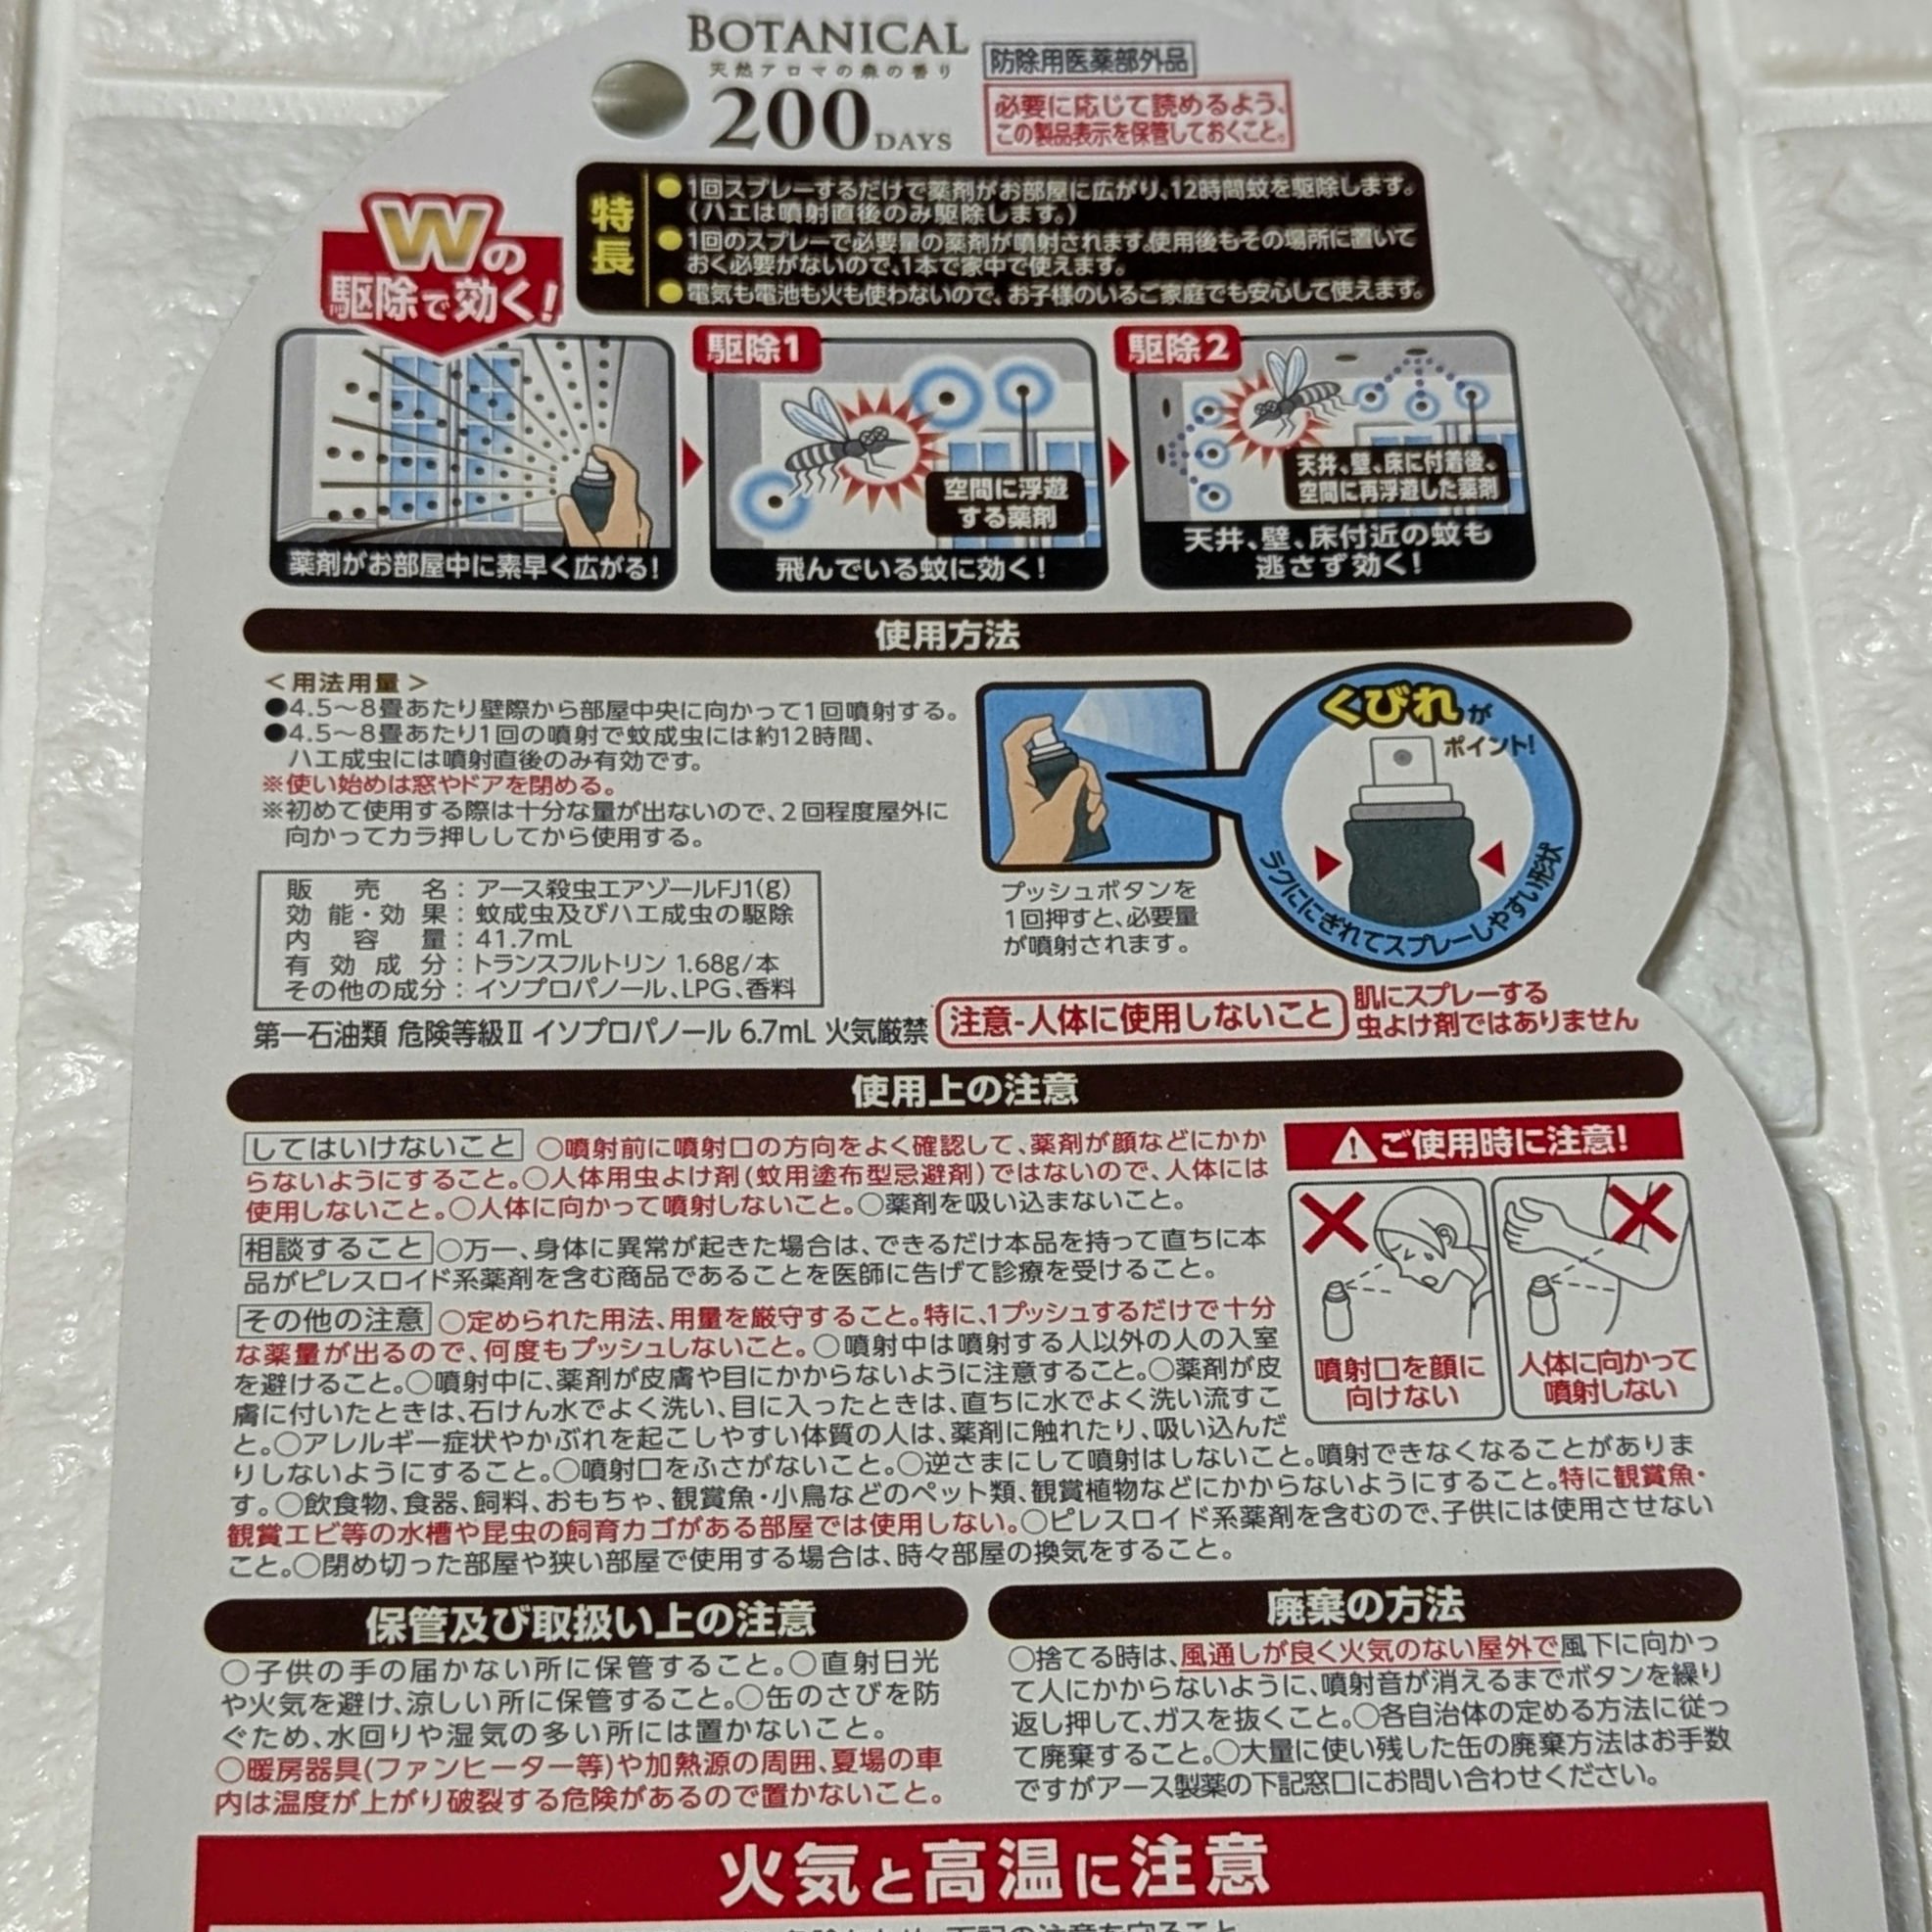 BOTANICAL
天然アロマの森の香り
200 DAYS
防除用医薬部外品
必要に応じて読めるよう、
この製品表示を保管しておくこと。
Wの
駆除で効く!
特長
●1回スプレーするだけで薬剤がお部屋に広がり、12時間蚊を駆除します。
(ハエは噴射直後のみ駆除します。)
●1回のスプレーで必要量の薬剤が噴射されます。使用後もその場所に置いて
おく必要がないので、1本で家中で使えます。
●電気も電池も火も使わないので、お子様のいるご家庭でも安心して使えます。
薬剤がお部屋中に素早く広がる!
駆除1
空間に浮遊
する薬剤
飛んでいる蚊に効く!
駆除2
天井、壁、床に付着後、
空間に再浮遊した薬剤
天井、壁、床付近の蚊も
逃さず効く!
使用方法
<用法用量>
●4.5〜8畳あたり壁際から部屋中央に向かって1回噴射する。
●4.5〜8畳あたり1回の噴射で蚊成虫には約12時間、
ハエ成虫には噴射直後のみ有効です。
※使い始めは窓やドアを閉める。
※初めて使用する際は十分な量が出ないので、2回程度屋外に
向かってカラ押ししてから使用する。
プッシュボタンを
1回押すと、必要量
が噴射されます。
くびれが
ポイント!
ラクににぎれてスプレーしやすい形状
販売名:アース殺虫エアゾールFJ1(g)
効能・効果:蚊成虫及びハエ成虫の駆除
内容量:41.7mL
有効成分:トランスフルトリン 1.68g/本
その他の成分:イソプロパノール、LPG、香料
第一石油類 危険等級Ⅱ イソプロパノール 6.7mL 火気厳禁
注意-人体に使用しないこと
肌にスプレーする
虫よけ剤ではありません
使用上の注意
してはいけないこと ○噴射前に噴射口の方向をよく確認して、薬剤が顔などにかか
らないようにすること。○人体用虫よけ剤(蚊用塗布型忌避剤)ではないので、人体には
使用しないこと。○人体に向かって噴射しないこと。○薬剤を吸い込まないこと。
相談すること ○万一、身体に異常が起きた場合は、できるだけ本品を持って直ちに本
品がピレスロイド系薬剤を含む商品であることを医師に告げて診療を受けること。
その他の注意 ○定められた用法、用量を厳守すること。特に、1プッシュするだけで十分
な薬量が出るので、何度もプッシュしないこと。○噴射中は噴射する人以外の人の入室
を避けること。○噴射中に、薬剤が皮膚や目にかからないように注意すること。○薬剤が皮
膚に付いたときは、石けん水でよく洗い、目に入ったときは、直ちに水でよく洗い流すこ
と。○アレルギー症状やかぶれを起こしやすい体質の人は、薬剤に触れたり、吸い込んだ
りしないようにすること。○噴射口をふさがないこと。○逆さまにして噴射はしないこと。噴射できなくなることがありま
す。○飲食物、食器、飼料、おもちゃ、観賞魚・小鳥などのペット類、観賞植物などにかからないようにすること。特に観賞魚・
観賞エビ等の水槽や昆虫の飼育カゴがある部屋では使用しない。○ピレスロイド系薬剤を含むので、子供には使用させない
こと。○閉め切った部屋や狭い部屋で使用する場合は、時々部屋の換気をすること。
ご使用時に注意!
噴射口を顔に
向けない
人体に向かって
噴射しない
保管及び取扱い上の注意
○子供の手の届かない所に保管すること。○直射日光
や火気を避け、涼しい所に保管すること。○缶のさびを防
ぐため、水回りや湿気の多い所には置かないこと。
○暖房器具(ファンヒーター等)や加熱源の周囲、夏場の車
内は温度が上がり破裂する危険があるので置かないこと。
廃棄の方法
○捨てる時は、風通しが良く火気のない屋外で風下に向かっ
て人にかからないように、噴射音が消えるまでボタンを繰り
返し押して、ガスを抜くこと。○各自治体の定める方法に従っ
て廃棄すること。○大量に使い残した缶の廃棄方法はお手数
ですがアース製薬の下記窓口にお問い合わせください。
火気と高温に注意